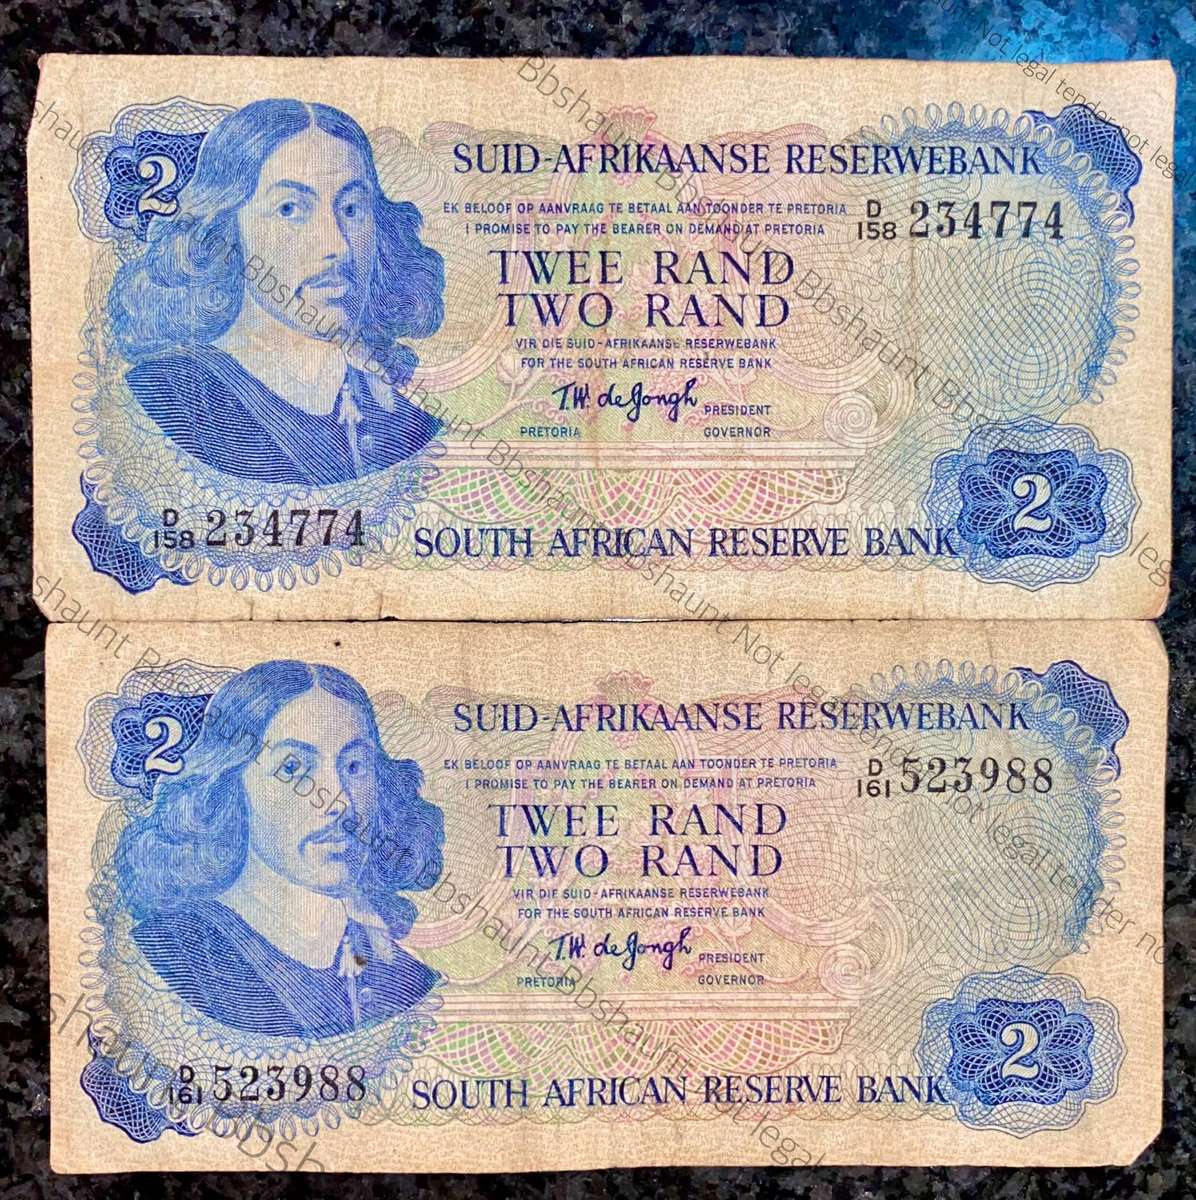 2
SUID-AFRIKAANSE RESERWEBANK
EK BELOOF OP AANVRAAG TE BETAAL AAN TOONDER TE PRETORIA
I PROMISE TO PAY THE BEARER ON DEMAND AT PRETORIA
D/158 234774
TWEE RAND
TWO RAND
VIR DIE SUID-AFRIKAANSE RESERWEBANK
FOR THE SOUTH AFRICAN RESERVE BANK
T.W. de Jongh
PRESIDENT
PRETORIA GOVERNOR
2
D/158 234774
SOUTH AFRICAN RESERVE BANK
2
SUID-AFRIKAANSE RESERWEBANK
EK BELOOF OP AANVRAAG TE BETAAL AAN TOONDER TE PRETORIA
I PROMISE TO PAY THE BEARER ON DEMAND AT PRETORIA
D/161 523988
TWEE RAND
TWO RAND
VIR DIE SUID-AFRIKAANSE RESERWEBANK
FOR THE SOUTH AFRICAN RESERVE BANK
T.W. de Jongh
PRESIDENT
PRETORIA GOVERNOR
2
D/161 523988
SOUTH AFRICAN RESERVE BANK
Bbshaunt Bbshaunt Bbshaunt Bbshaunt
Not legal tender not legal